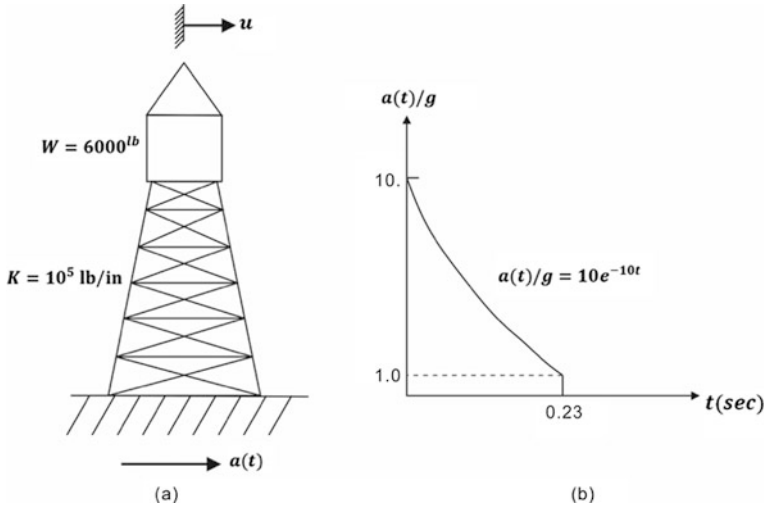 u
W = 6000^{lb}
K = 10^5 lb/in
a(t)
(a)
a(t)/g
10.
a(t)/g = 10e^{-10t}
1.0
0.23
t(sec)
(b)